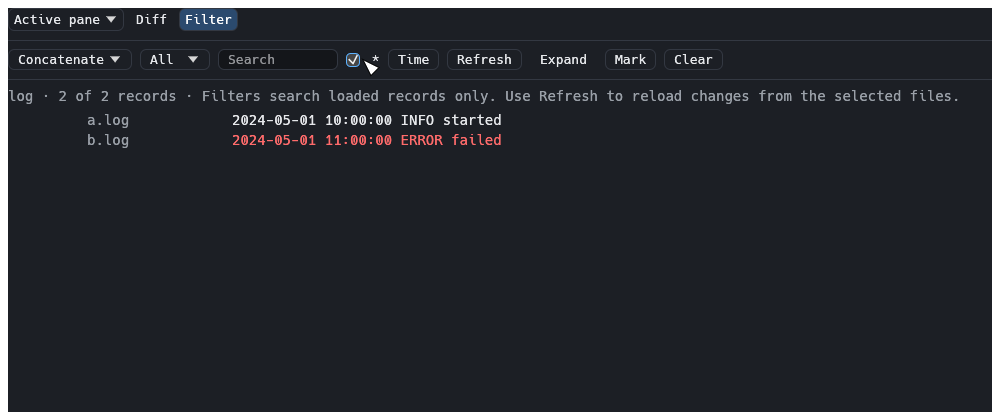 Active pane Diff Filter
Concatenate All Search .* Time Refresh Expand Mark Clear
log · 2 of 2 records · Filters search loaded records only. Use Refresh to reload changes from the selected files.
a.log 2024-05-01 10:00:00 INFO started
b.log 2024-05-01 11:00:00 ERROR failed